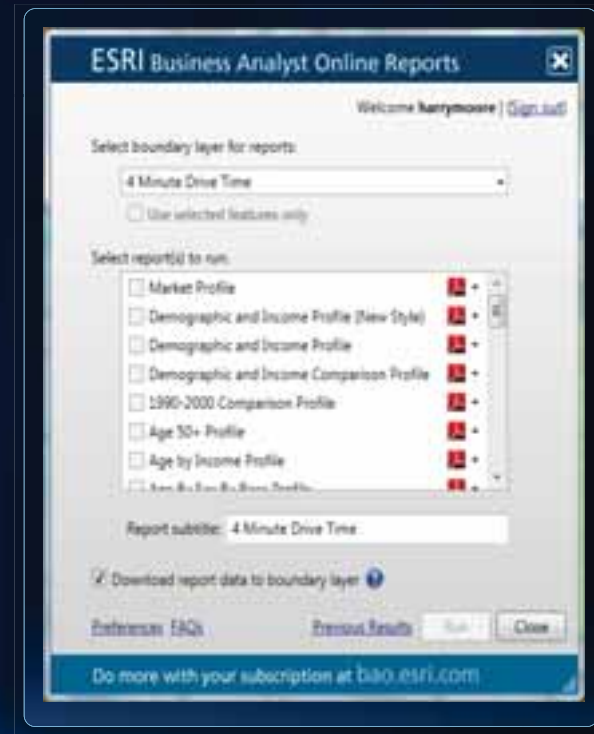 ESRI Business Analyst Online Reports
Welcome harrymoore | (Sign out)
Select boundary layer for reports:
4 Minute Drive Time
Use selected features only
Select report(s) to run:
Market Profile
Demographic and Income Profile (New Style)
Demographic and Income Profile
Demographic and Income Comparison Profile
1990-2000 Comparison Profile
Age 50+ Profile
Age by Income Profile
Report subtitle: 4 Minute Drive Time
Download report data to boundary layer
Preferences FAQs Previous Results Run Close
Do more with your subscription at bao.esri.com